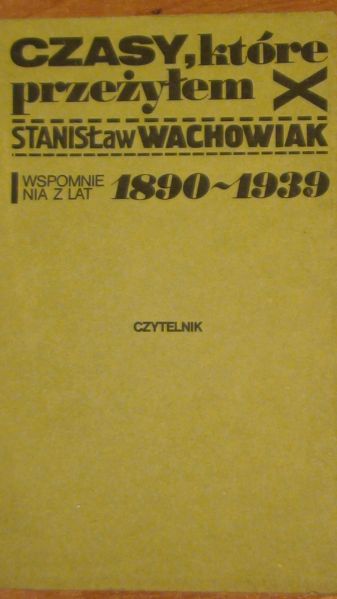 CZASY, które
przeżyłem X
STANISŁaw WACHOWIAK
WSPOMNIE
NIA Z LAT 1890~1939
CZYTELNIK